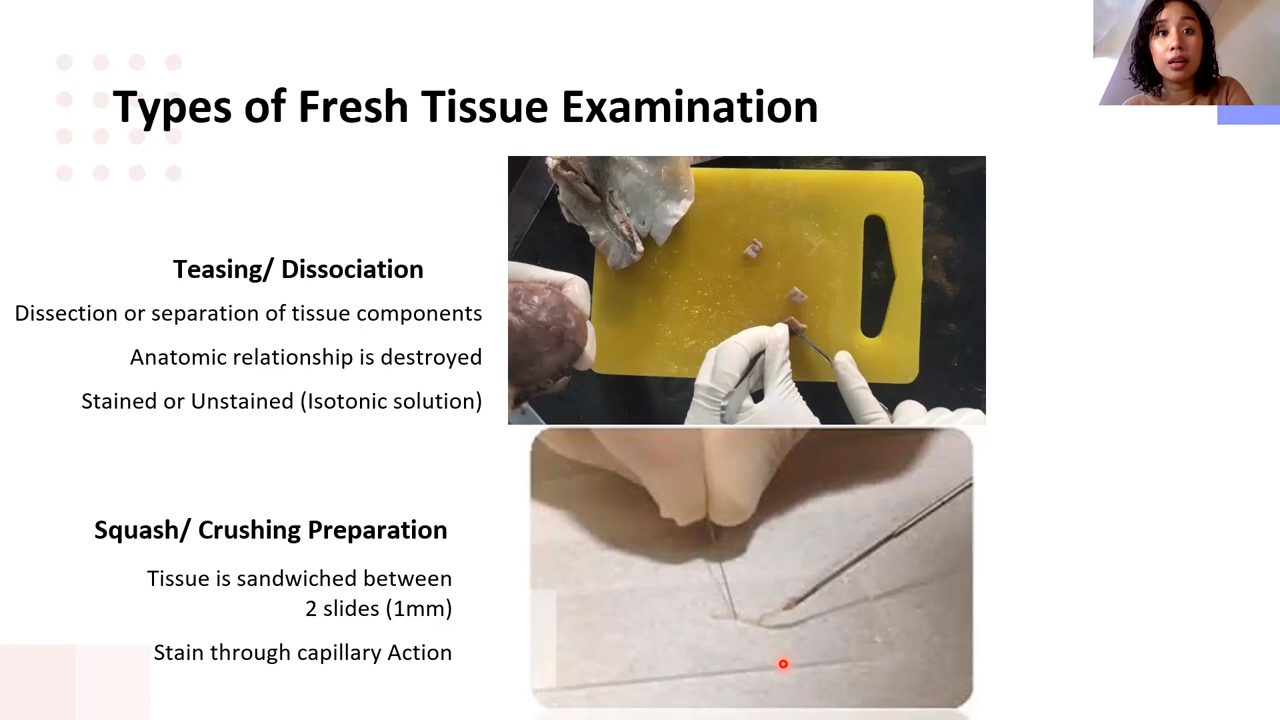 Types of Fresh Tissue Examination
Teasing/ Dissociation
Dissection or separation of tissue components
Anatomic relationship is destroyed
Stained or Unstained (Isotonic solution)
Squash/ Crushing Preparation
Tissue is sandwiched between
2 slides (1mm)
Stain through capillary Action